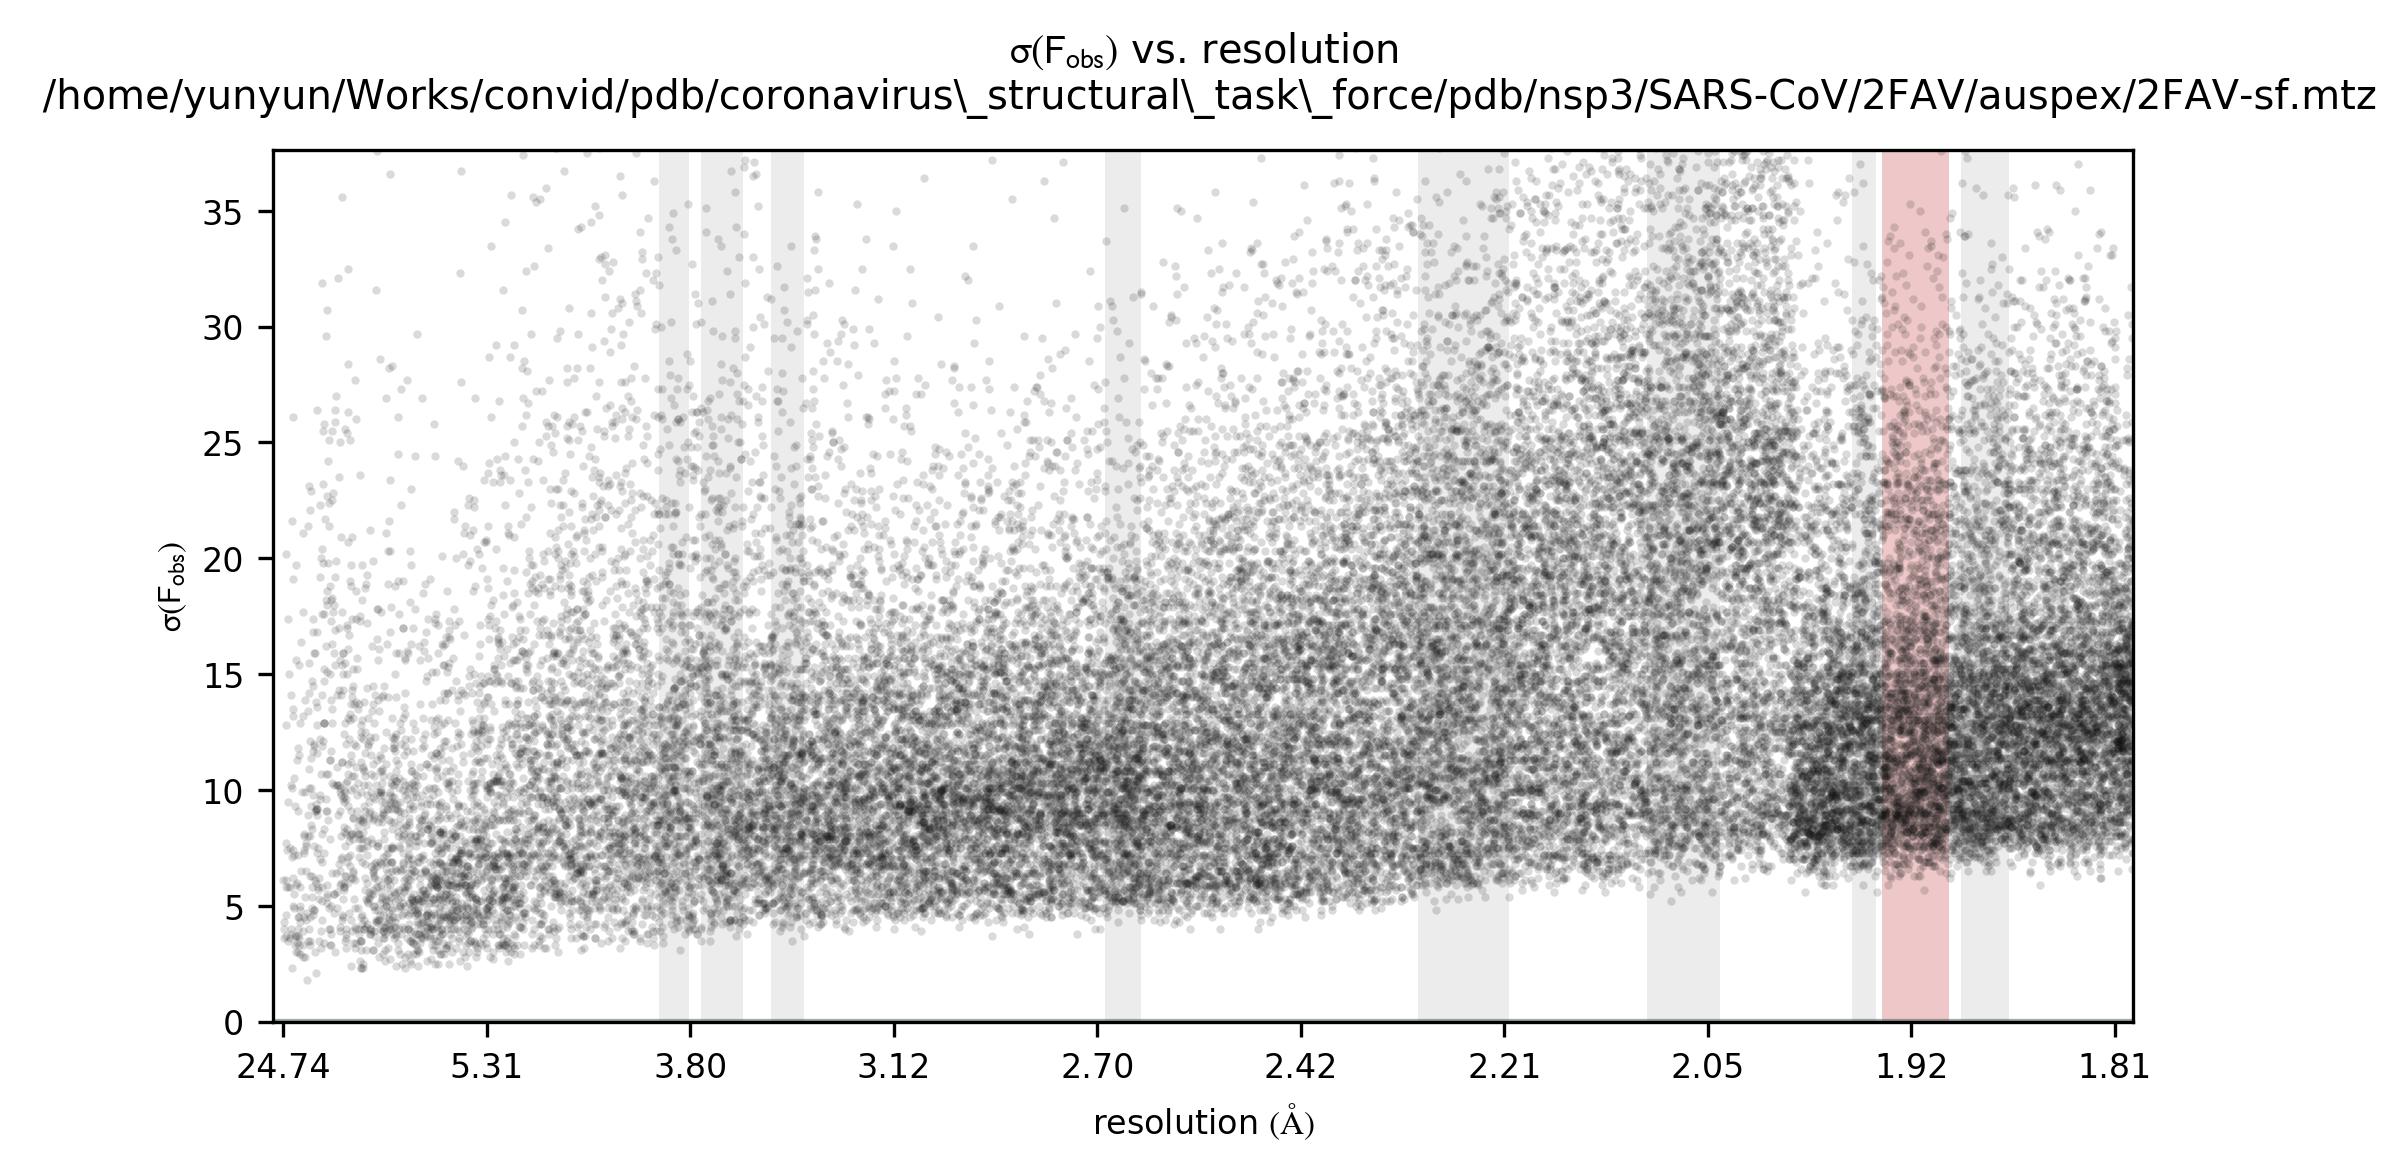 σ(Fobs) vs. resolution
/home/yunyun/Works/convid/pdb/coronavirus\_structural\_task\_force/pdb/nsp3/SARS-CoV/2FAV/auspex/2FAV-sf.mtz
35
30
25
20
15
10
5
0
σ(Fobs)
24.74 5.31 3.80 3.12 2.70 2.42 2.21 2.05 1.92 1.81
resolution (Å)